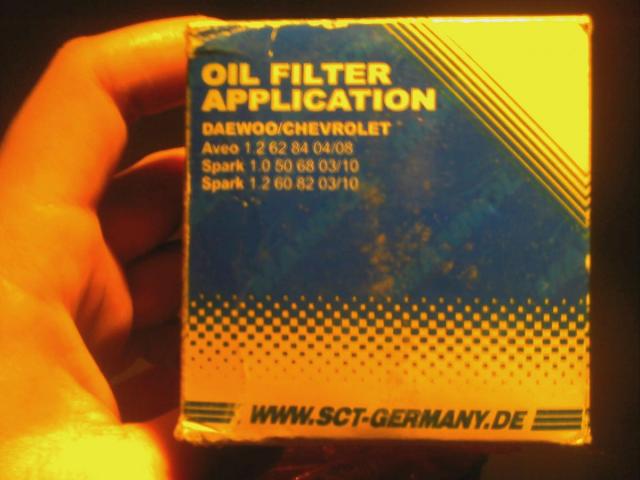 OIL FILTER
APPLICATION
DAEWOO/CHEVROLET
Aveo 1.2 62 84 04/08
Spark 1.0 50 68 03/10
Spark 1.2 60 82 03/10
WWW.SCT-GERMANY.DE